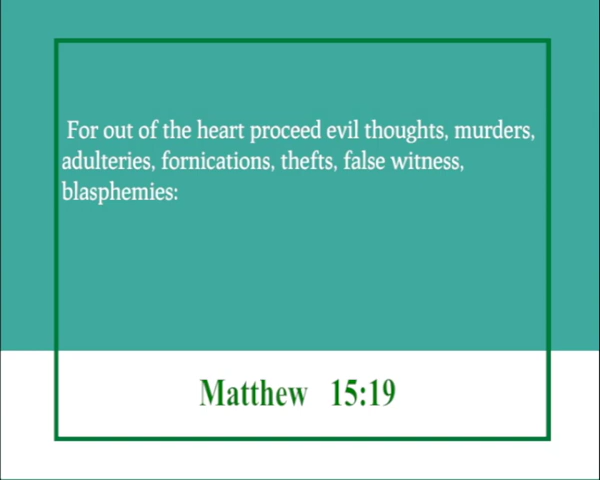 For out of the heart proceed evil thoughts, murders,
adulteries, fornications, thefts, false witness,
blasphemies:
Matthew 15:19